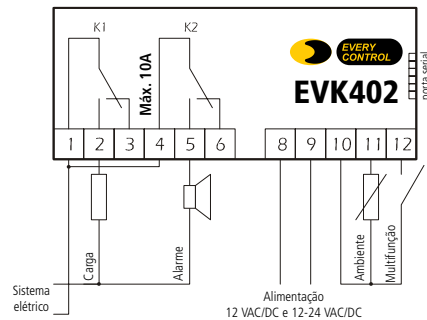 K1
K2
Máx. 10A
EVERY
CONTROL
EVK402
porta serial
1 2 3 4 5 6 8 9 10 11 12
Carga
Alarme
Ambiente
Multifunção
Sistema
elétrico
Alimentação
12 VAC/DC e 12-24 VAC/DC